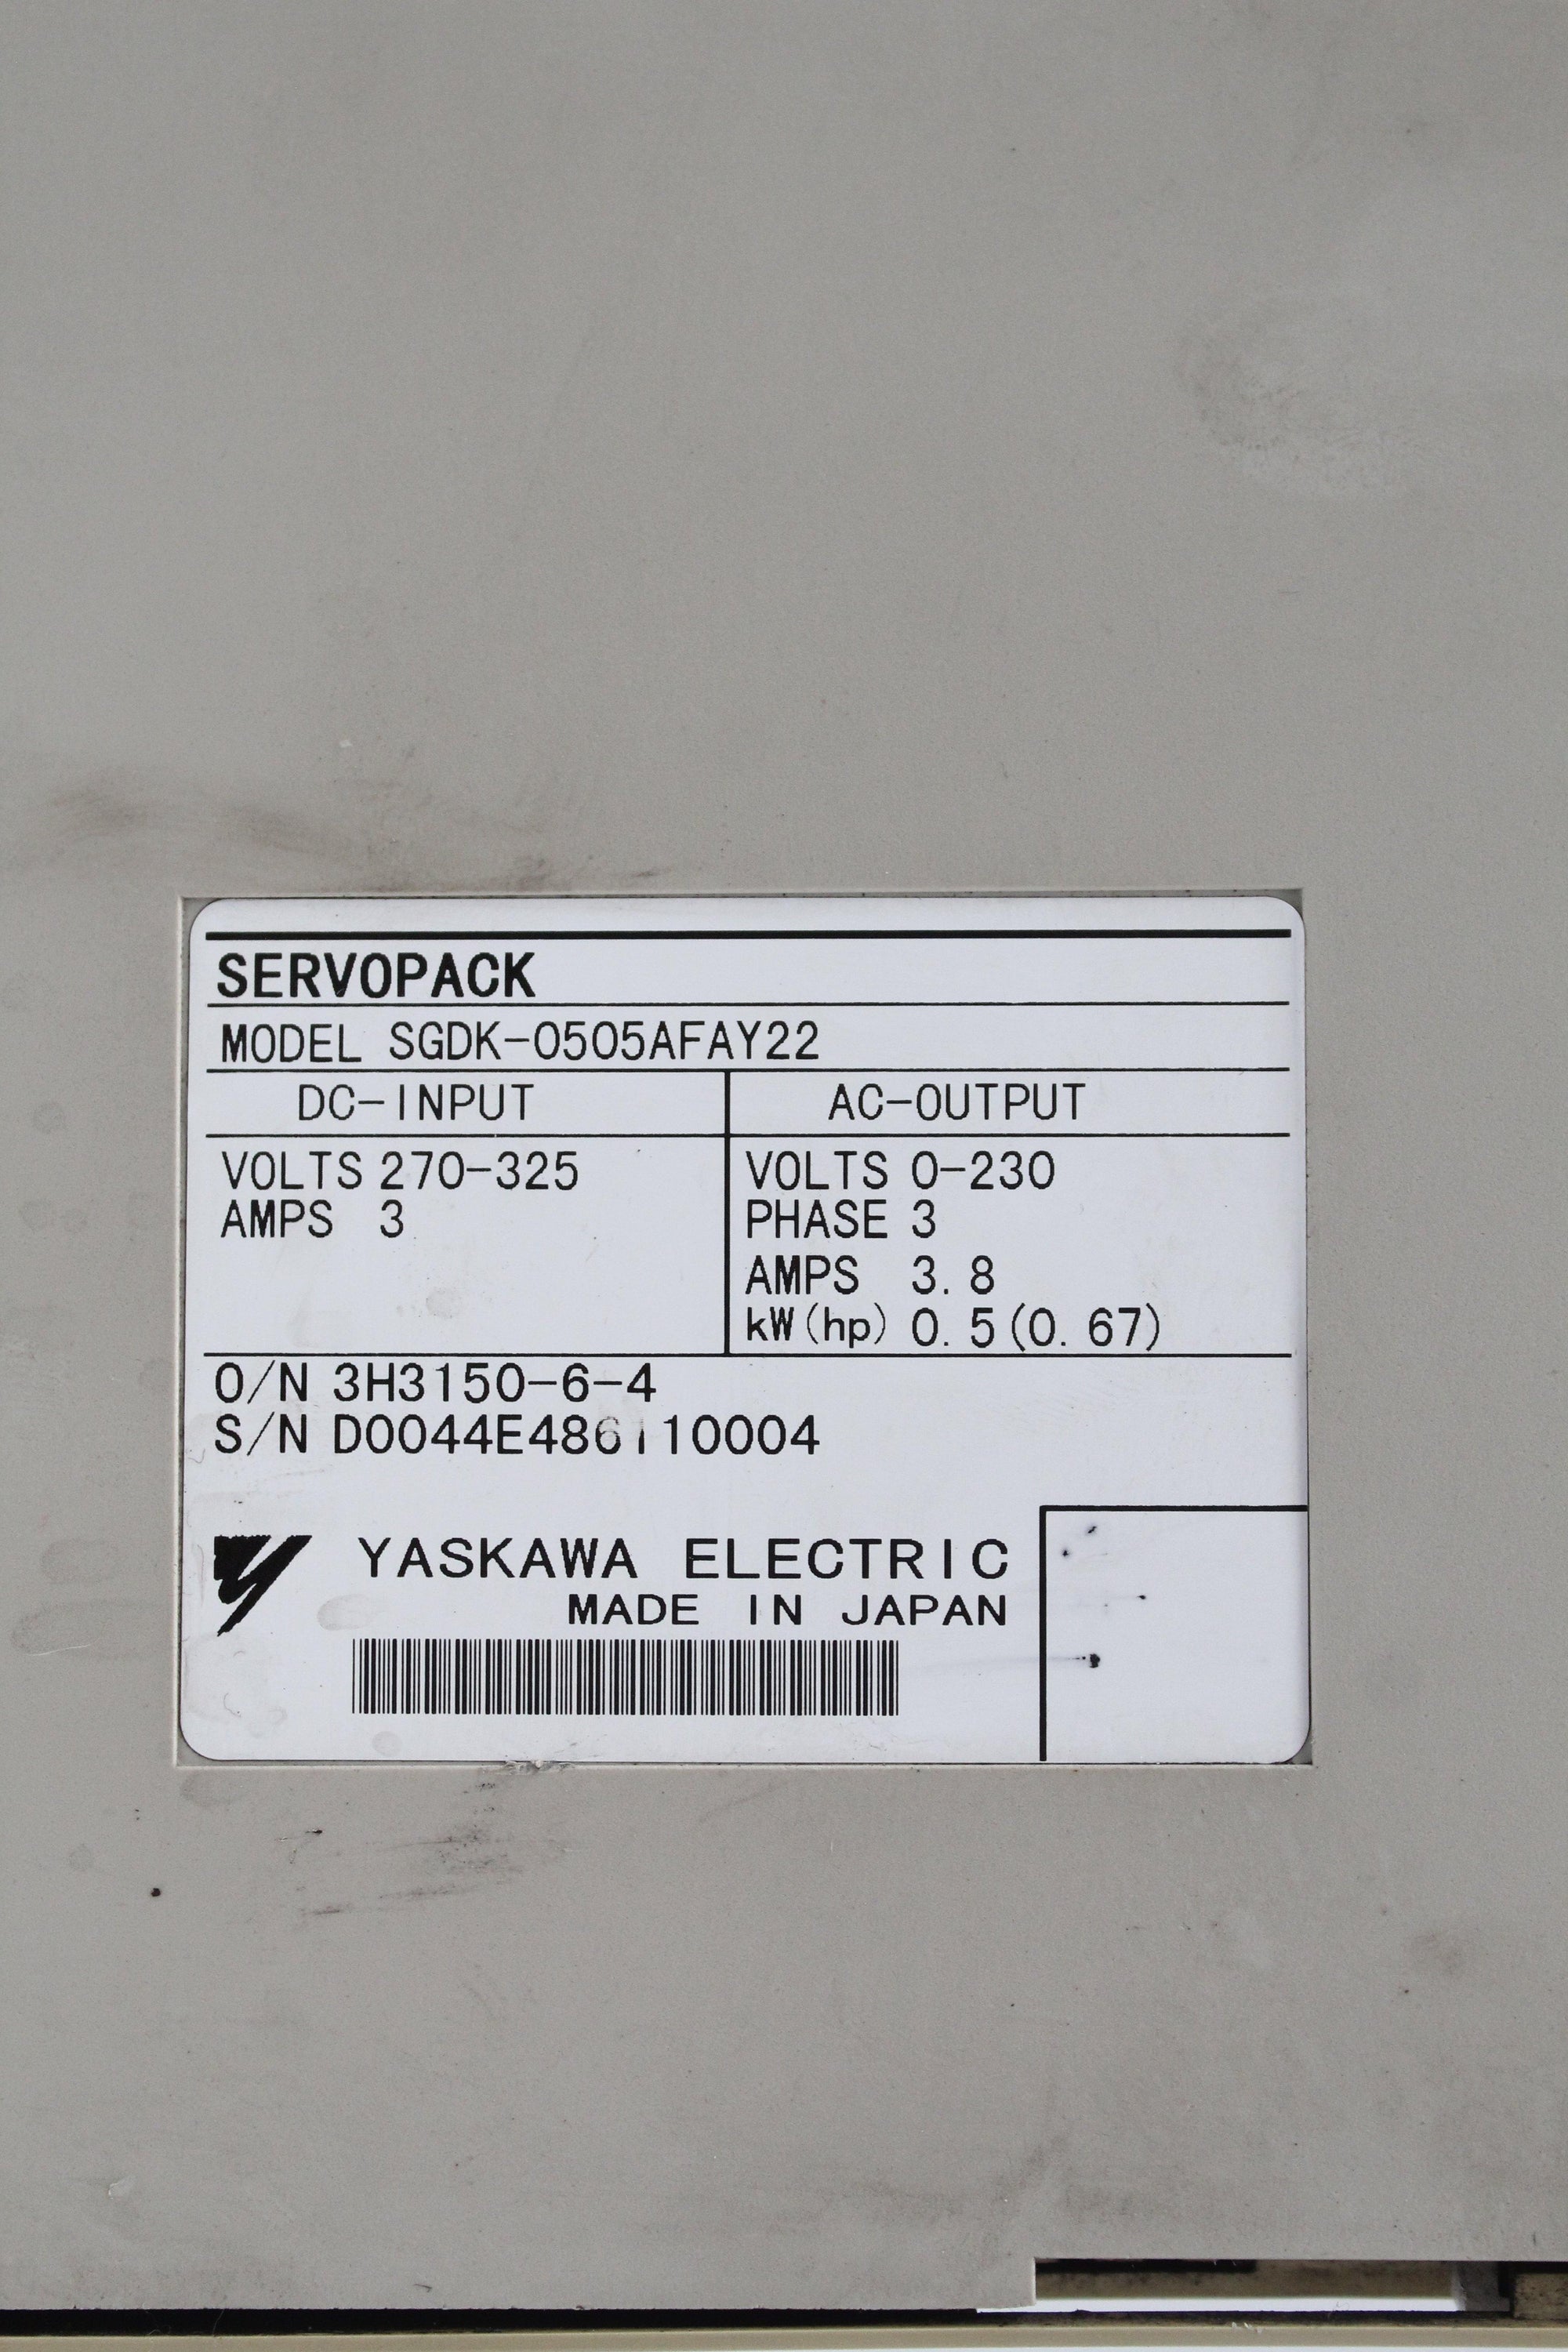 SERVOPACK
MODEL SGDK-0505AFAY22
DC-INPUT
AC-OUTPUT
VOLTS 270-325
AMPS 3
VOLTS 0-230
PHASE 3
AMPS 3.8
kW(hp) 0.5(0.67)
O/N 3H3150-6-4
S/N D0044E486110004
YASKAWA ELECTRIC
MADE IN JAPAN